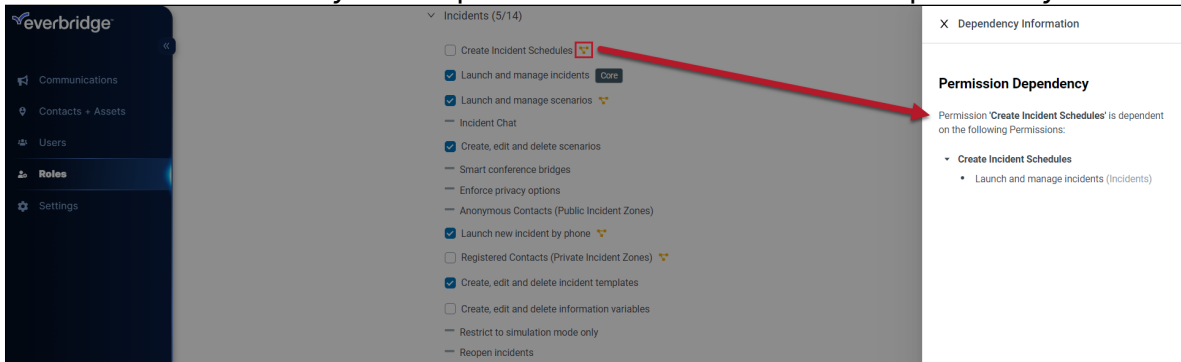 everbridge
«
Communications
Contacts + Assets
Users
Roles
Settings
Incidents (5/14)
Create Incident Schedules
Launch and manage incidents Core
Launch and manage scenarios
Incident Chat
Create, edit and delete scenarios
Smart conference bridges
Enforce privacy options
Anonymous Contacts (Public Incident Zones)
Launch new incident by phone
Registered Contacts (Private Incident Zones)
Create, edit and delete incident templates
Create, edit and delete information variables
Restrict to simulation mode only
Reopen incidents
X Dependency Information
Permission Dependency
Permission 'Create Incident Schedules' is dependent
on the following Permissions:
Create Incident Schedules
• Launch and manage incidents (Incidents)